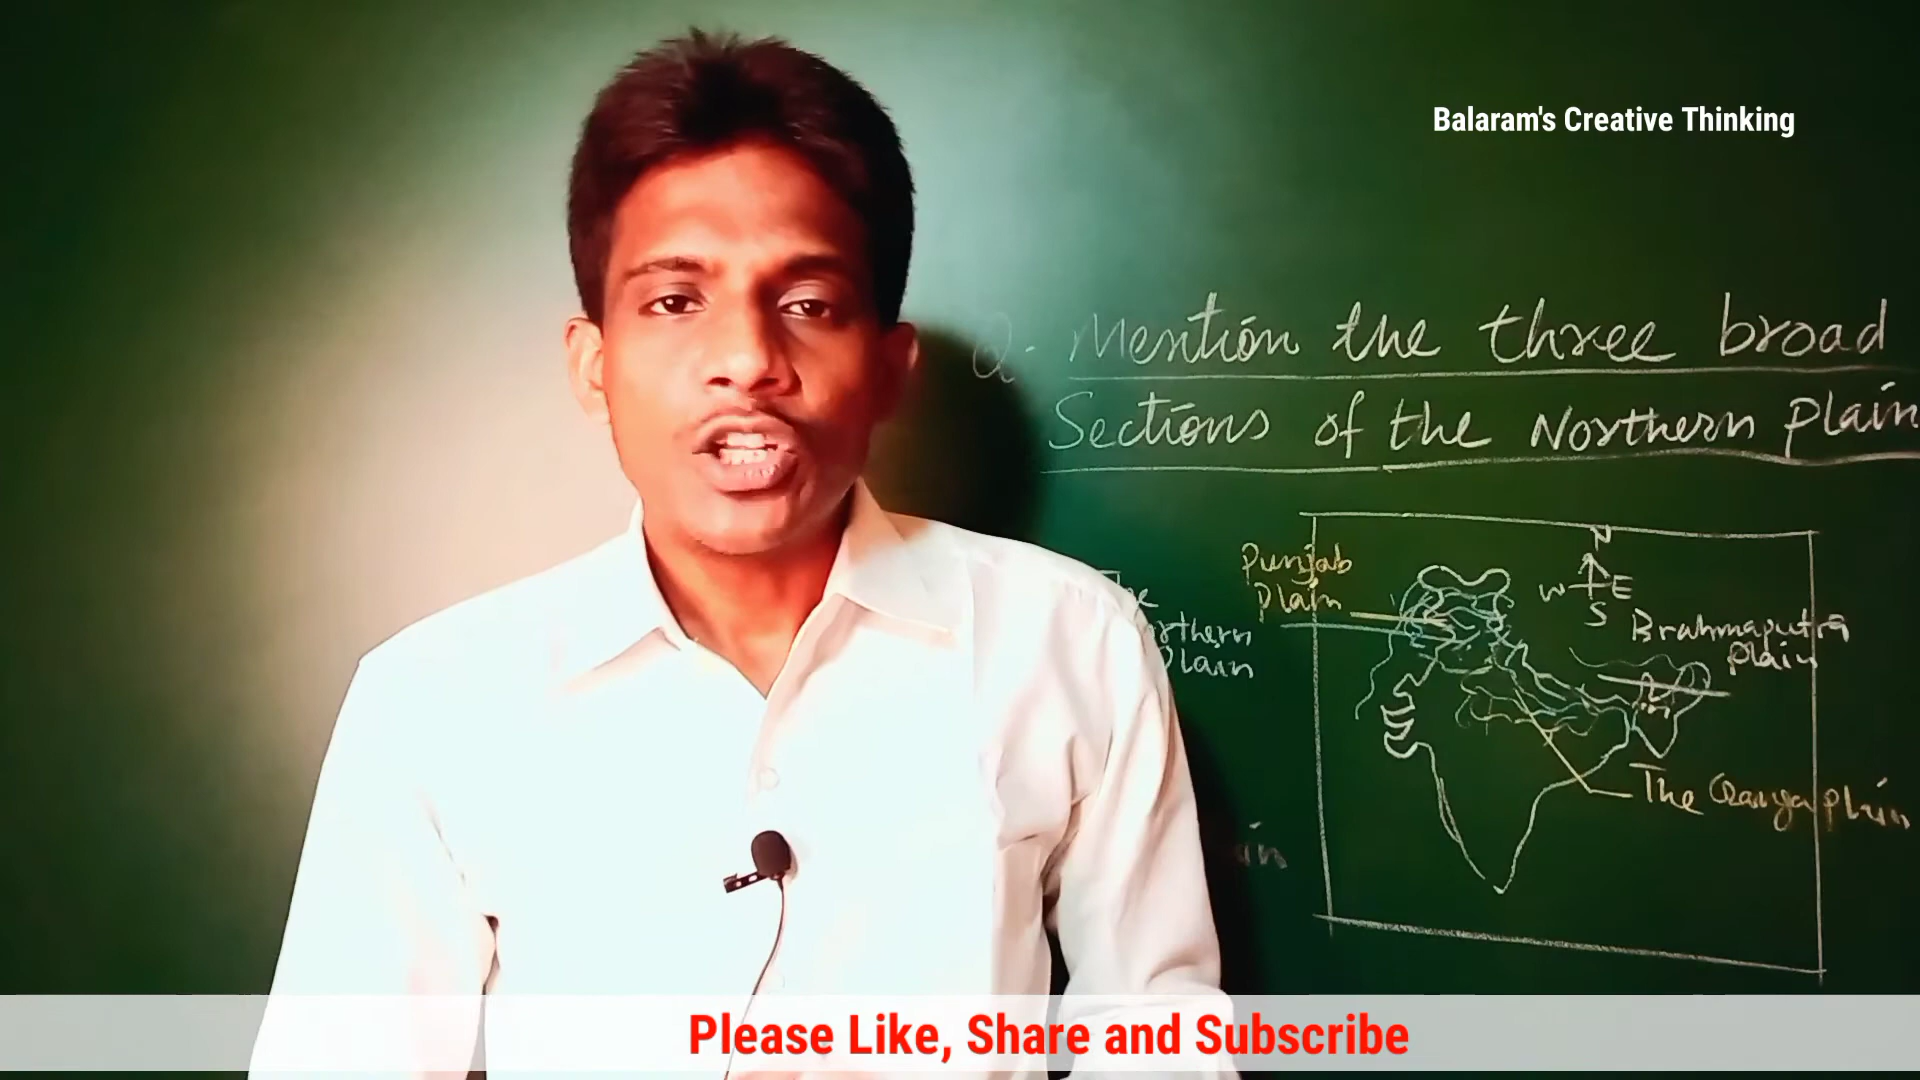 Balaram's Creative Thinking
Q. Mention the three broad
Sections of the Northern Plain
Punjab
Plain
N
W E
S
Brahmaputra
Plain
Plain
The Ganga plain
Please Like, Share and Subscribe